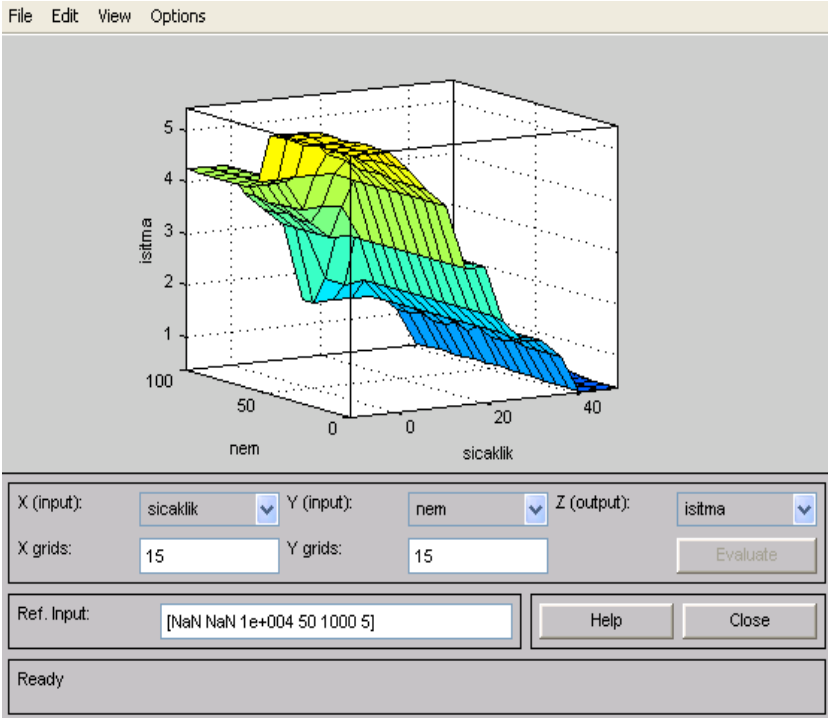 File Edit View Options
5
4
3
2
1
isitma
100
50
0
nem
0
20
40
sicaklik
X (input): sicaklik Y (input): nem Z (output): isitma
X grids: 15 Y grids: 15 Evaluate
Ref. Input: [NaN NaN 1e+004 50 1000 5] Help Close
Ready